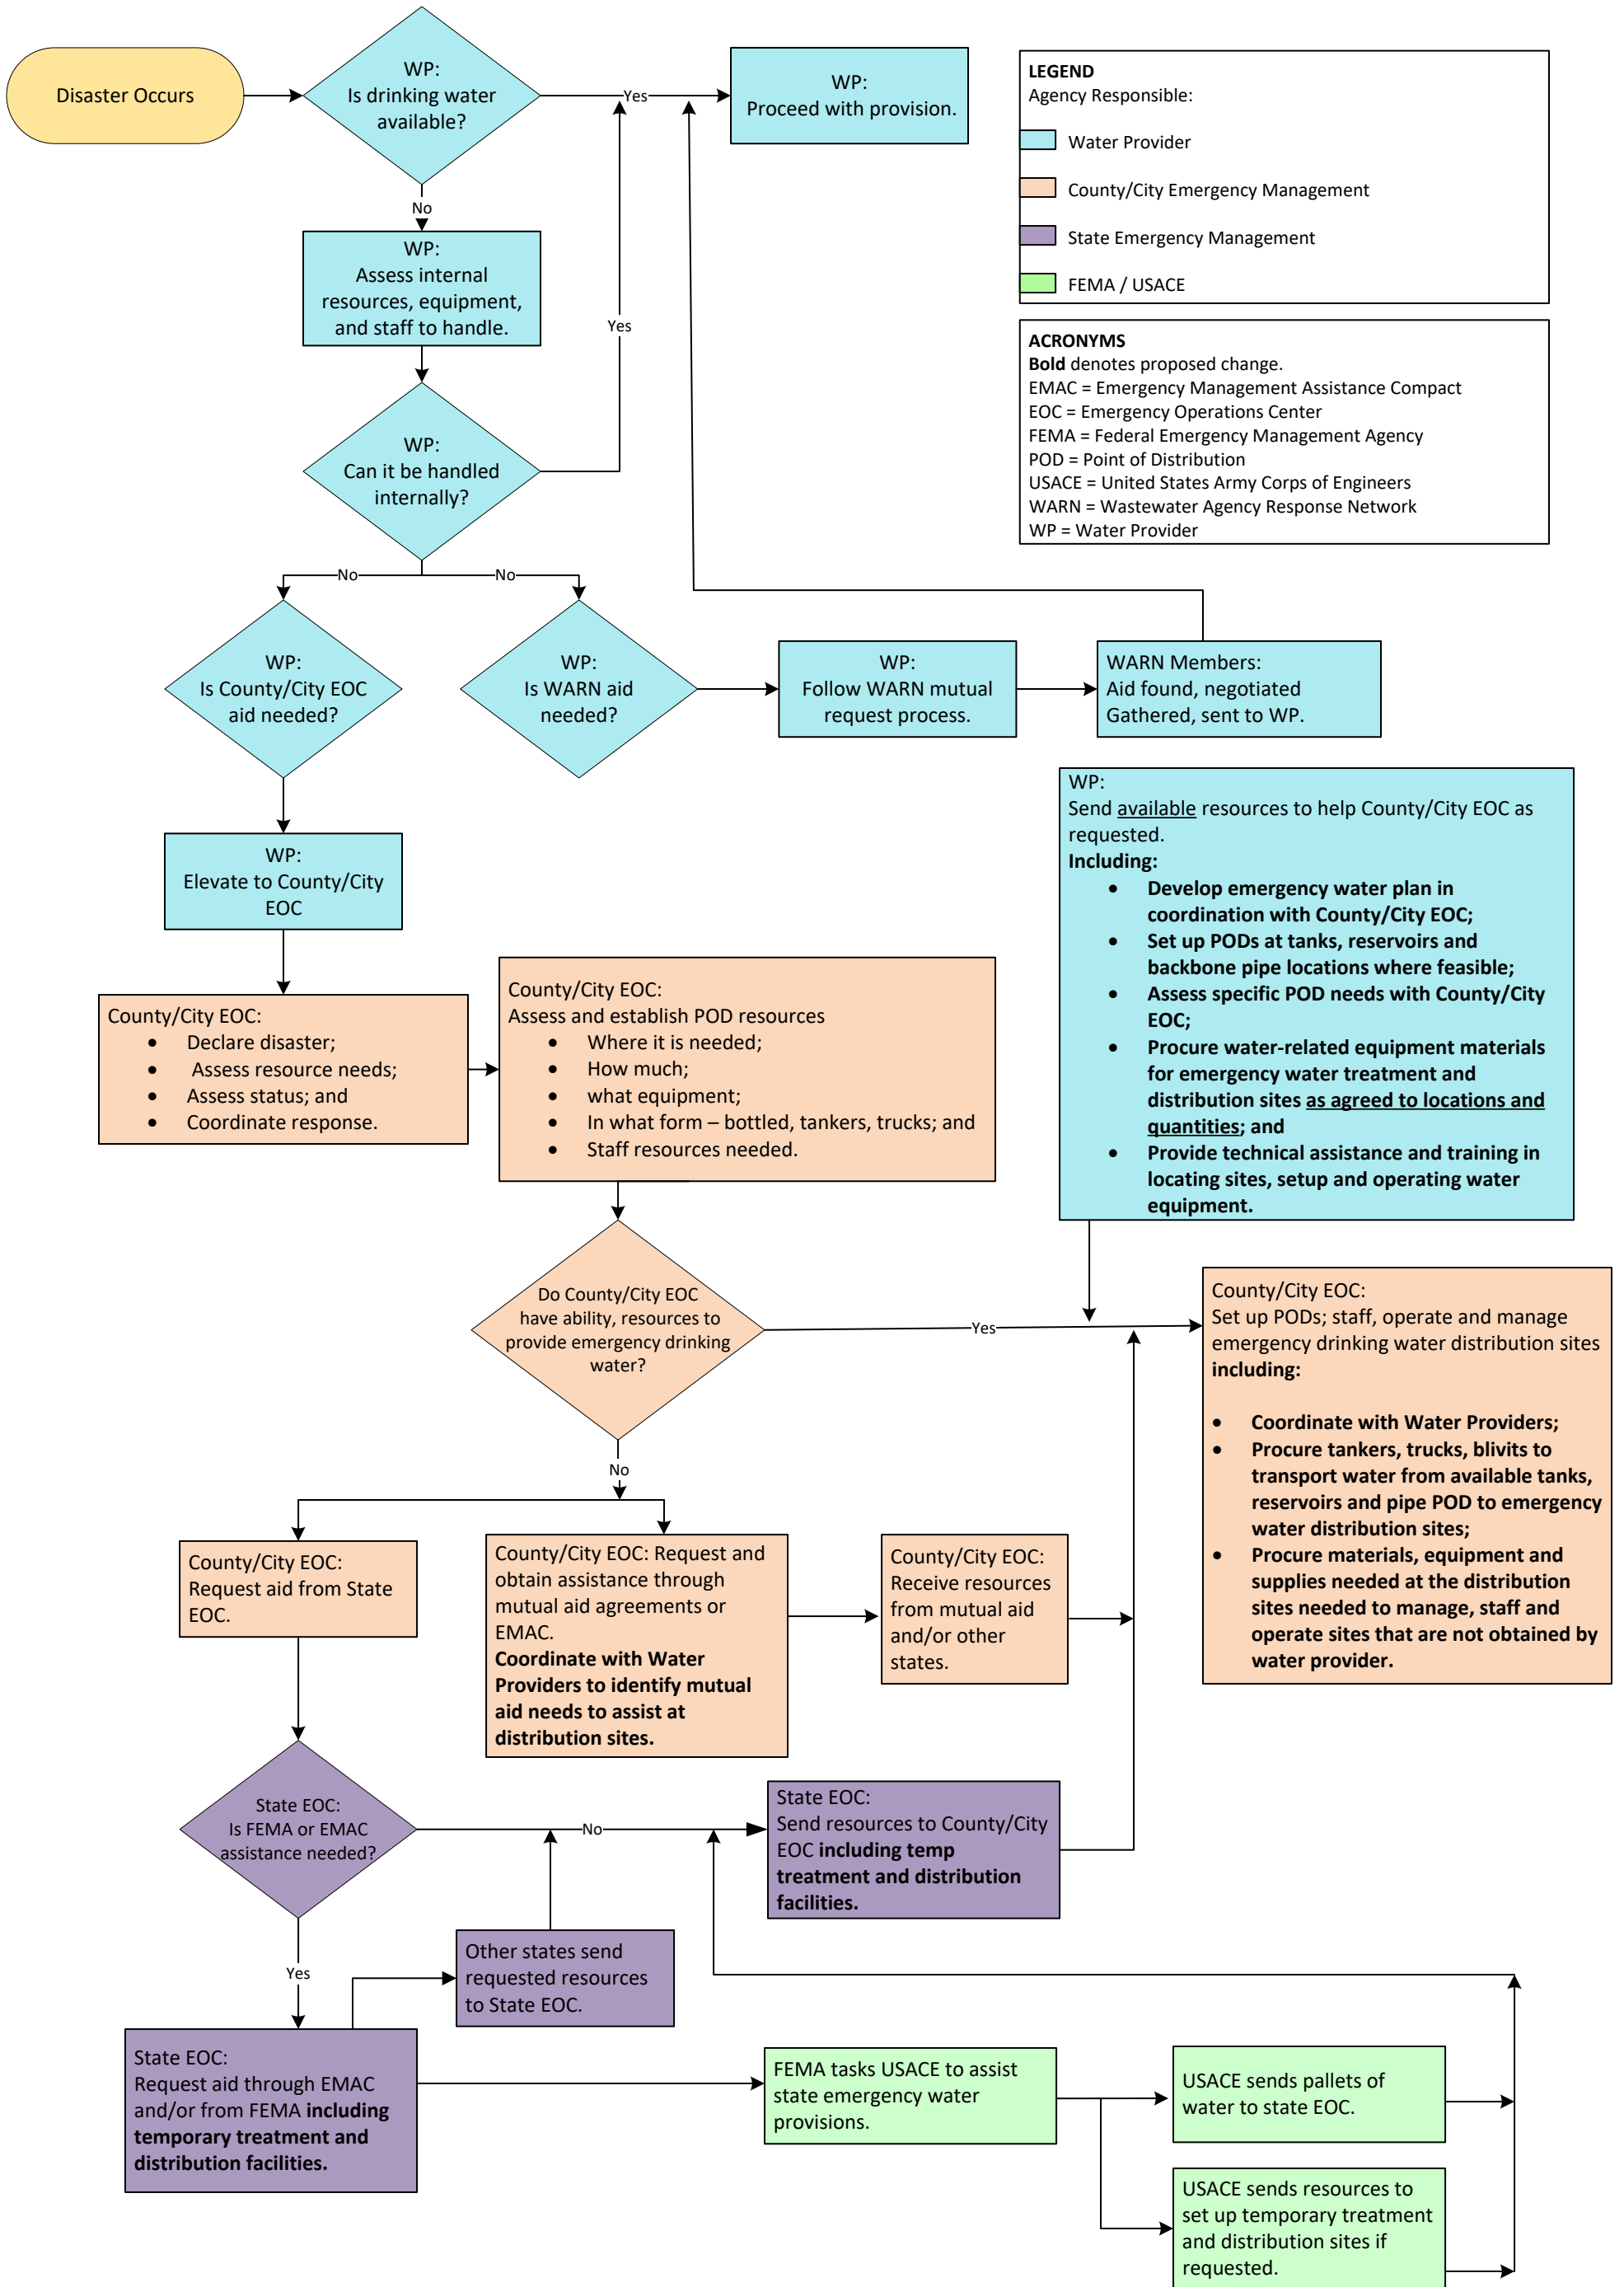 Disaster Occurs
WP:
Is drinking water
available?
Yes
WP:
Proceed with provision.
LEGEND
Agency Responsible:
Water Provider
County/City Emergency Management
State Emergency Management
FEMA / USACE
No
WP:
Assess internal
resources, equipment,
and staff to handle.
Yes
ACRONYMS
Bold denotes proposed change.
EMAC = Emergency Management Assistance Compact
EOC = Emergency Operations Center
FEMA = Federal Emergency Management Agency
POD = Point of Distribution
USACE = United States Army Corps of Engineers
WARN = Wastewater Agency Response Network
WP = Water Provider
WP:
Can it be handled
internally?
No
No
WP:
Is County/City EOC
aid needed?
WP:
Is WARN aid
needed?
WP:
Follow WARN mutual
request process.
WARN Members:
Aid found, negotiated
Gathered, sent to WP.
WP:
Elevate to County/City
EOC
WP:
Send available resources to help County/City EOC as
requested.
Including:
• Develop emergency water plan in
coordination with County/City EOC;
• Set up PODs at tanks, reservoirs and
backbone pipe locations where feasible;
• Assess specific POD needs with County/City
EOC;
• Procure water-related equipment materials
for emergency water treatment and
distribution sites as agreed to locations and
quantities; and
• Provide technical assistance and training in
locating sites, setup and operating water
equipment.
County/City EOC:
• Declare disaster;
• Assess resource needs;
• Assess status; and
• Coordinate response.
County/City EOC:
Assess and establish POD resources
• Where it is needed;
• How much;
• what equipment;
• In what form – bottled, tankers, trucks; and
• Staff resources needed.
Do County/City EOC
have ability, resources to
provide emergency drinking
water?
Yes
County/City EOC:
Set up PODs; staff, operate and manage
emergency drinking water distribution sites
including:
• Coordinate with Water Providers;
• Procure tankers, trucks, blivits to
transport water from available tanks,
reservoirs and pipe POD to emergency
water distribution sites;
• Procure materials, equipment and
supplies needed at the distribution
sites needed to manage, staff and
operate sites that are not obtained by
water provider.
No
County/City EOC:
Request aid from State
EOC.
County/City EOC: Request and
obtain assistance through
mutual aid agreements or
EMAC.
Coordinate with Water
Providers to identify mutual
aid needs to assist at
distribution sites.
County/City EOC:
Receive resources
from mutual aid
and/or other
states.
State EOC:
Is FEMA or EMAC
assistance needed?
No
State EOC:
Send resources to County/City
EOC including temp
treatment and distribution
facilities.
Yes
Other states send
requested resources
to State EOC.
State EOC:
Request aid through EMAC
and/or from FEMA including
temporary treatment and
distribution facilities.
FEMA tasks USACE to assist
state emergency water
provisions.
USACE sends pallets of
water to state EOC.
USACE sends resources to
set up temporary treatment
and distribution sites if
requested.